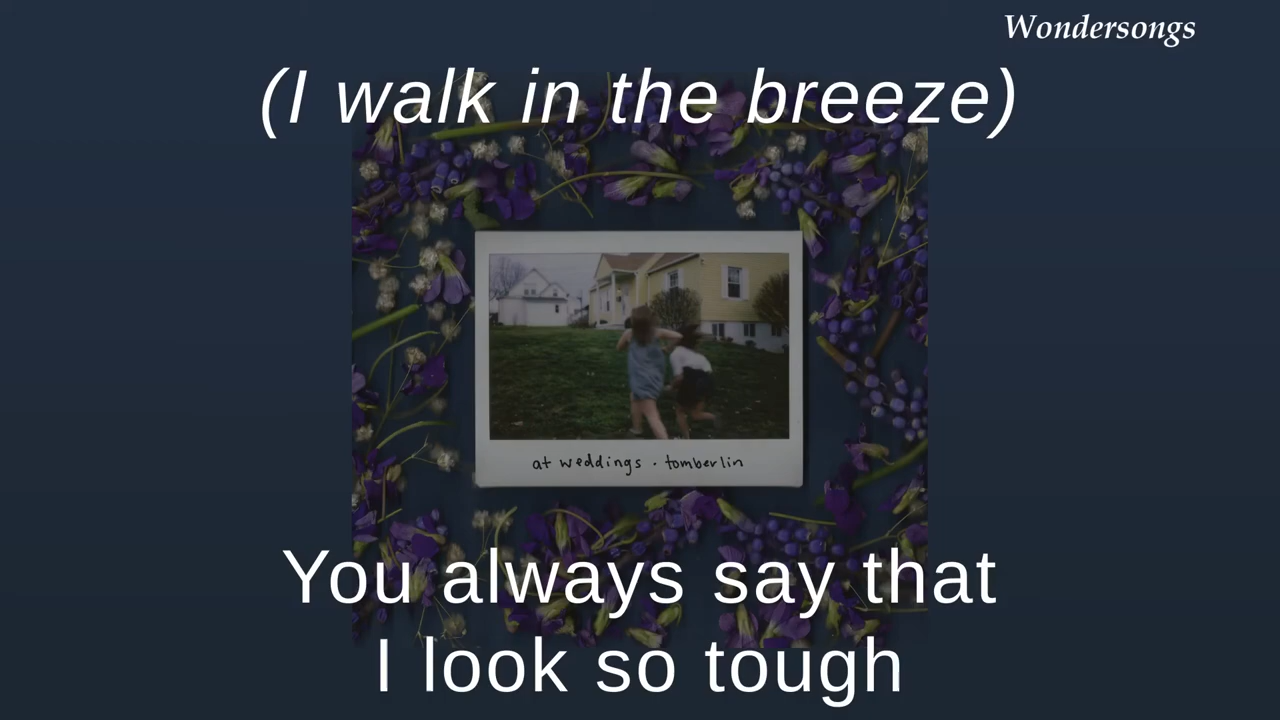 Wondersongs
(I walk in the breeze)
at weddings · tomberlin
You always say that
I look so tough